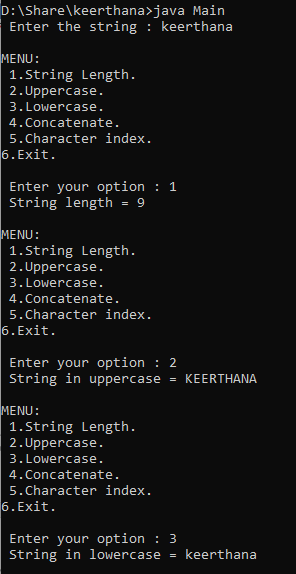 D:\Share\keerthana>java Main
Enter the string : keerthana
MENU:
1.String Length.
2.Uppercase.
3.Lowercase.
4.Concatenate.
5.Character index.
6.Exit.
Enter your option : 1
String length = 9
MENU:
1.String Length.
2.Uppercase.
3.Lowercase.
4.Concatenate.
5.Character index.
6.Exit.
Enter your option : 2
String in uppercase = KEERTHANA
MENU:
1.String Length.
2.Uppercase.
3.Lowercase.
4.Concatenate.
5.Character index.
6.Exit.
Enter your option : 3
String in lowercase = keerthana